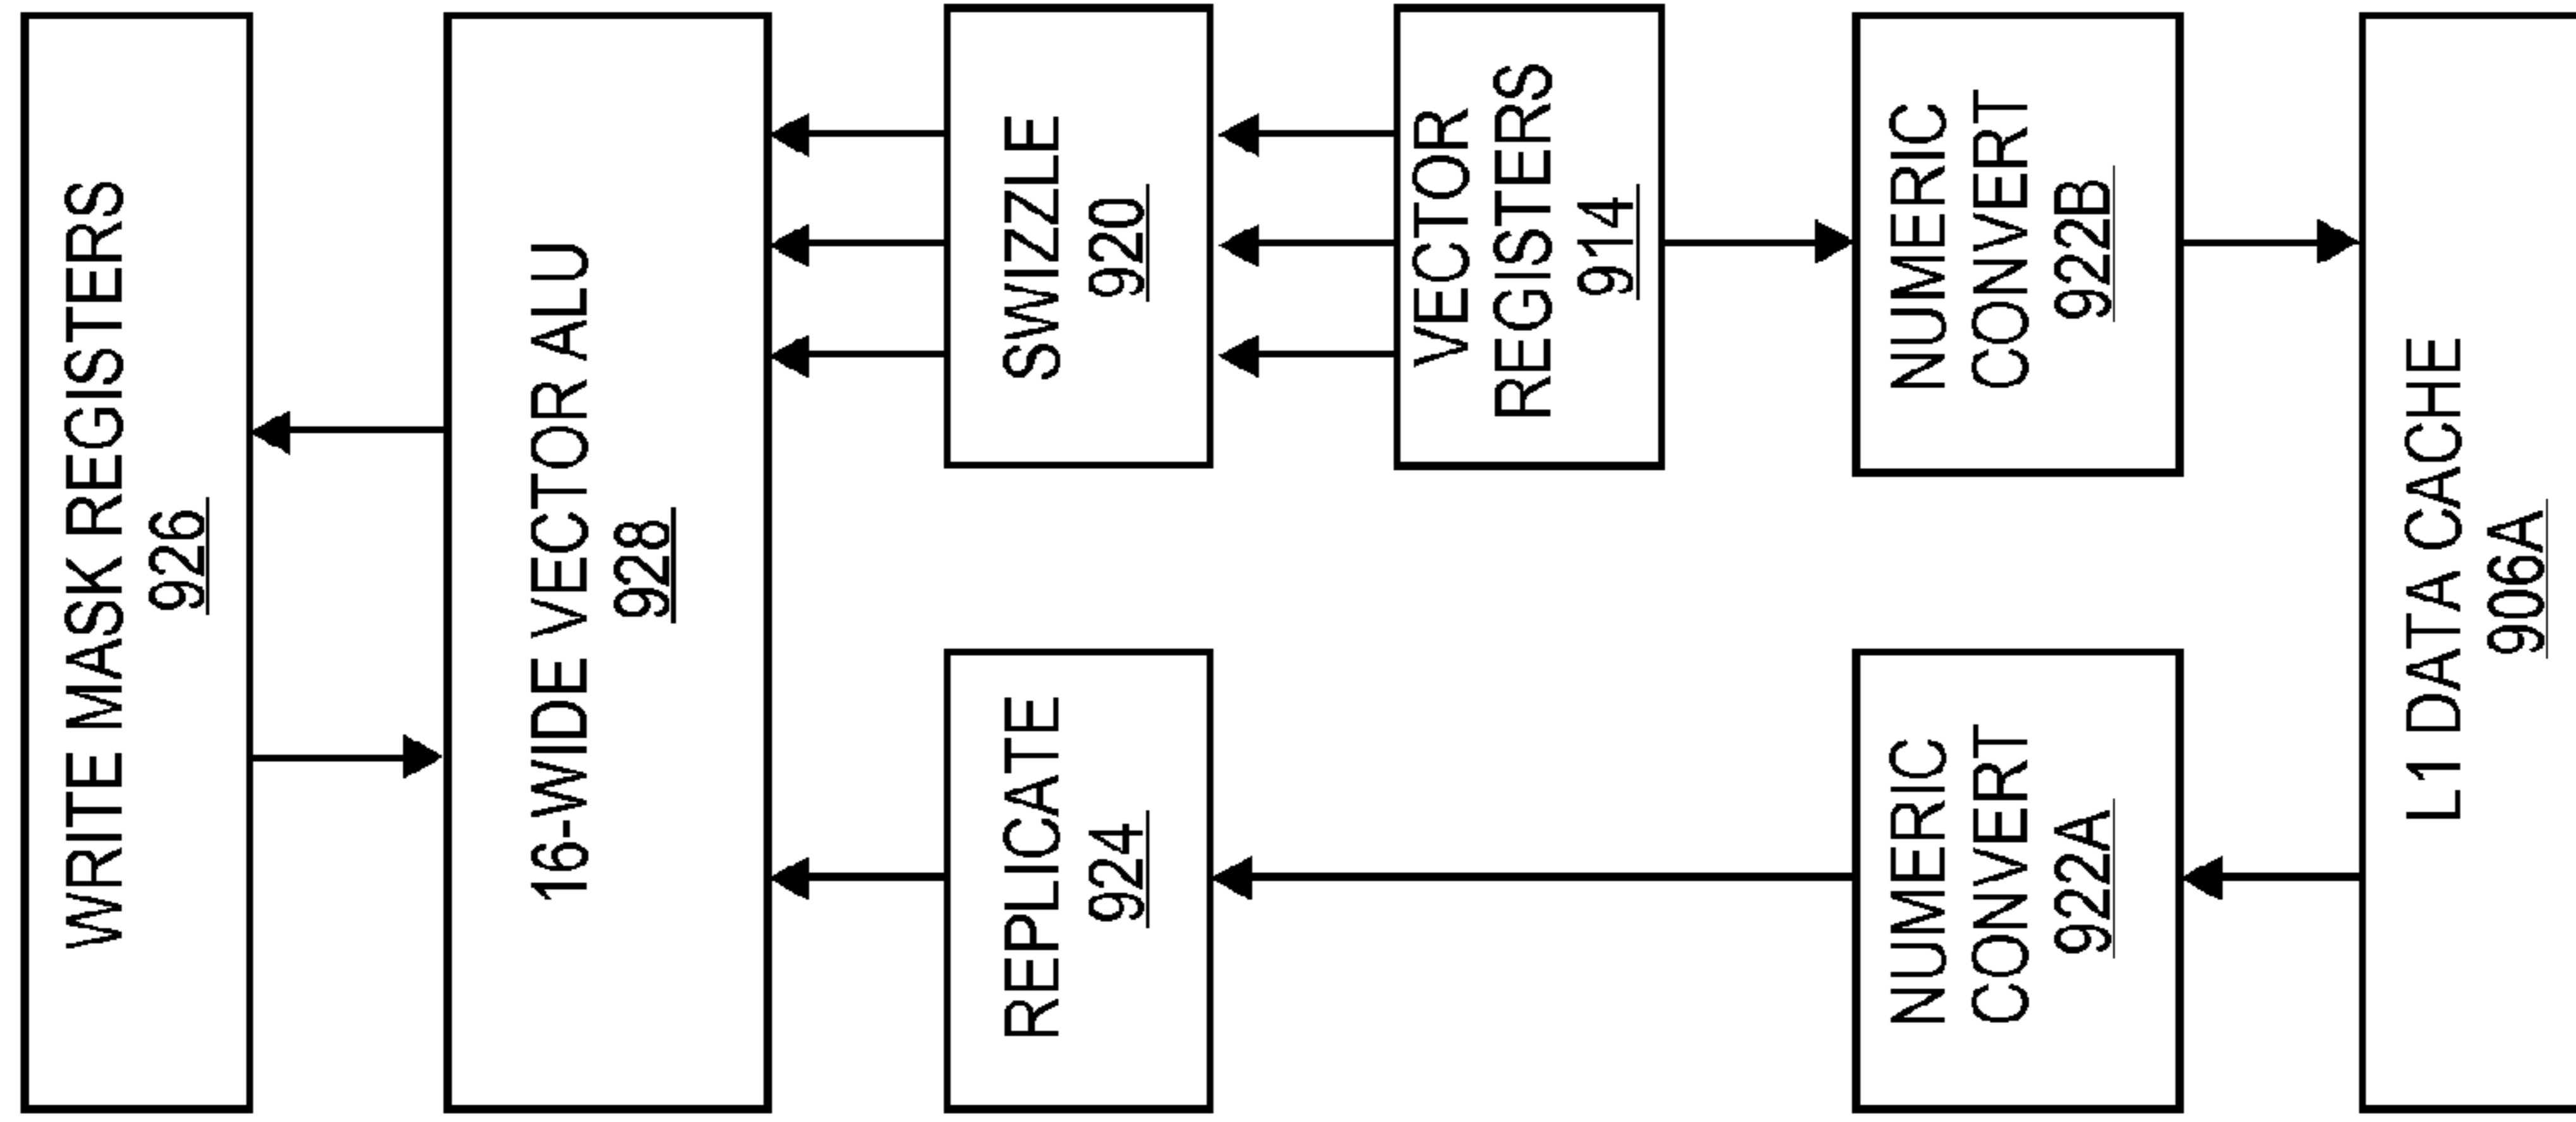 WRITE MASK REGISTERS
926
16-WIDE VECTOR ALU
928
REPLICATE
924
SWIZZLE
920
VECTOR
REGISTERS
914
NUMERIC
CONVERT
922A
NUMERIC
CONVERT
922B
L1 DATA CACHE
906A